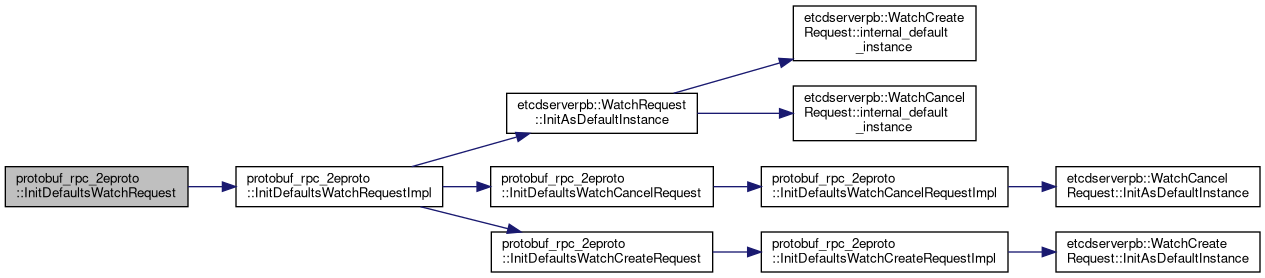 etcdserverpb::WatchCreate
Request::internal_default
_instance
etcdserverpb::WatchRequest
::InitAsDefaultInstance
etcdserverpb::WatchCancel
Request::internal_default
_instance
protobuf_rpc_2eproto
::InitDefaultsWatchRequest
protobuf_rpc_2eproto
::InitDefaultsWatchRequestImpl
protobuf_rpc_2eproto
::InitDefaultsWatchCancelRequest
protobuf_rpc_2eproto
::InitDefaultsWatchCancelRequestImpl
etcdserverpb::WatchCancel
Request::InitAsDefaultInstance
protobuf_rpc_2eproto
::InitDefaultsWatchCreateRequest
protobuf_rpc_2eproto
::InitDefaultsWatchCreateRequestImpl
etcdserverpb::WatchCreate
Request::InitAsDefaultInstance